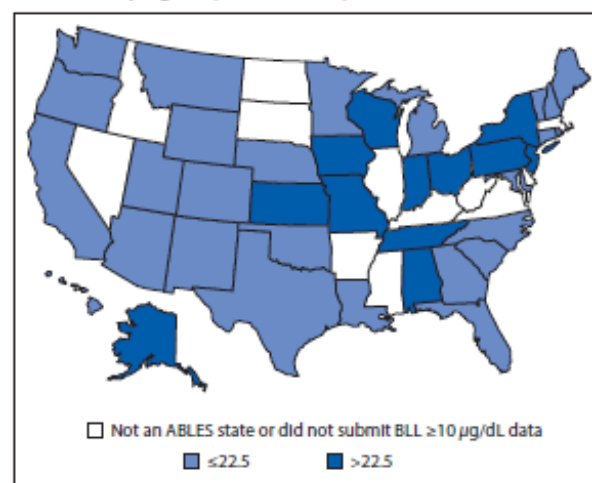 Not an ABLES state or did not submit BLL ≥10 µg/dL data
≤22.5 >22.5